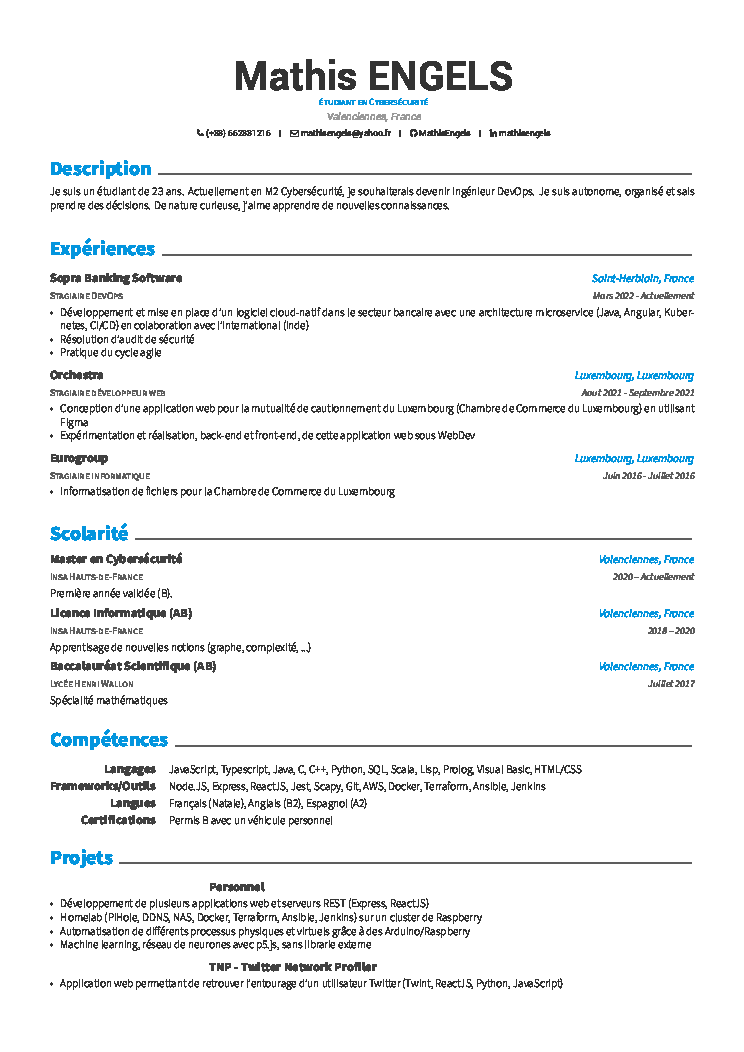 Mathis ENGELS
ÉTUDIANT EN CYBERSÉCURITÉ
Valenciennes, France
(+33) 662881216 | mathisengels@yahoo.fr | MathisEngels | mathisengels
Description
Je suis un étudiant de 23 ans. Actuellement en M2 Cybersécurité, je souhaiterais devenir Ingénieur DevOps. Je suis autonome, organisé et sais
prendre des décisions. De nature curieuse, j'aime apprendre de nouvelles connaissances.
Expériences
Sopra Banking Software Saint-Herblain, France
STAGIAIRE DEVOPS Mars 2022 - Actuellement
• Développement et mise en place d'un logiciel cloud-natif dans le secteur bancaire avec une architecture microservice (Java, Angular, Kuber-
netes, CI/CD) en colaboration avec l'international (Inde)
• Résolution d'audit de sécurité
• Pratique du cycle agile
Orchestra Luxembourg, Luxembourg
STAGIAIRE DÉVELOPPEUR WEB Aout 2021 - Septembre 2021
• Conception d'une application web pour la mutualité de cautionnement du Luxembourg (Chambre de Commerce du Luxembourg) en utilisant
Figma
• Expérimentation et réalisation, back-end et front-end, de cette application web sous WebDev
Eurogroup Luxembourg, Luxembourg
STAGIAIRE INFORMATIQUE Juin 2016 - Juillet 2016
• Informatisation de fichiers pour la Chambre de Commerce du Luxembourg
Scolarité
Master en Cybersécurité Valenciennes, France
INSA HAUTS-DE-FRANCE 2020 – Actuellement
Première année validée (B).
Licence Informatique (AB) Valenciennes, France
INSA HAUTS-DE-FRANCE 2018 – 2020
Apprentisage de nouvelles notions (graphe, complexité, ...)
Baccalauréat Scientifique (AB) Valenciennes, France
LYCÉE HENRI WALLON Juillet 2017
Spécialité mathématiques
Compétences
Langages JavaScript, Typescript, Java, C, C++, Python, SQL, Scala, Lisp, Prolog, Visual Basic, HTML/CSS
Frameworks/Outils Node.JS, Express, ReactJS, Jest, Scapy, Git, AWS, Docker, Terraform, Ansible, Jenkins
Langues Français (Natale), Anglais (B2), Espagnol (A2)
Certifications Permis B avec un véhicule personnel
Projets
Personnel
• Développement de plusieurs applications web et serveurs REST (Express, ReactJS)
• Homelab (PiHole, DDNS, NAS, Docker, Terraform, Ansible, Jenkins) sur un cluster de Raspberry
• Automatisation de différents processus physiques et virtuels grâce à des Arduino/Raspberry
• Machine learning, réseau de neurones avec p5.js, sans librarie externe
TNP - Twitter Network Profiler
• Application web permettant de retrouver l'entourage d'un utilisateur Twitter (Twint, ReactJS, Python, JavaScript)